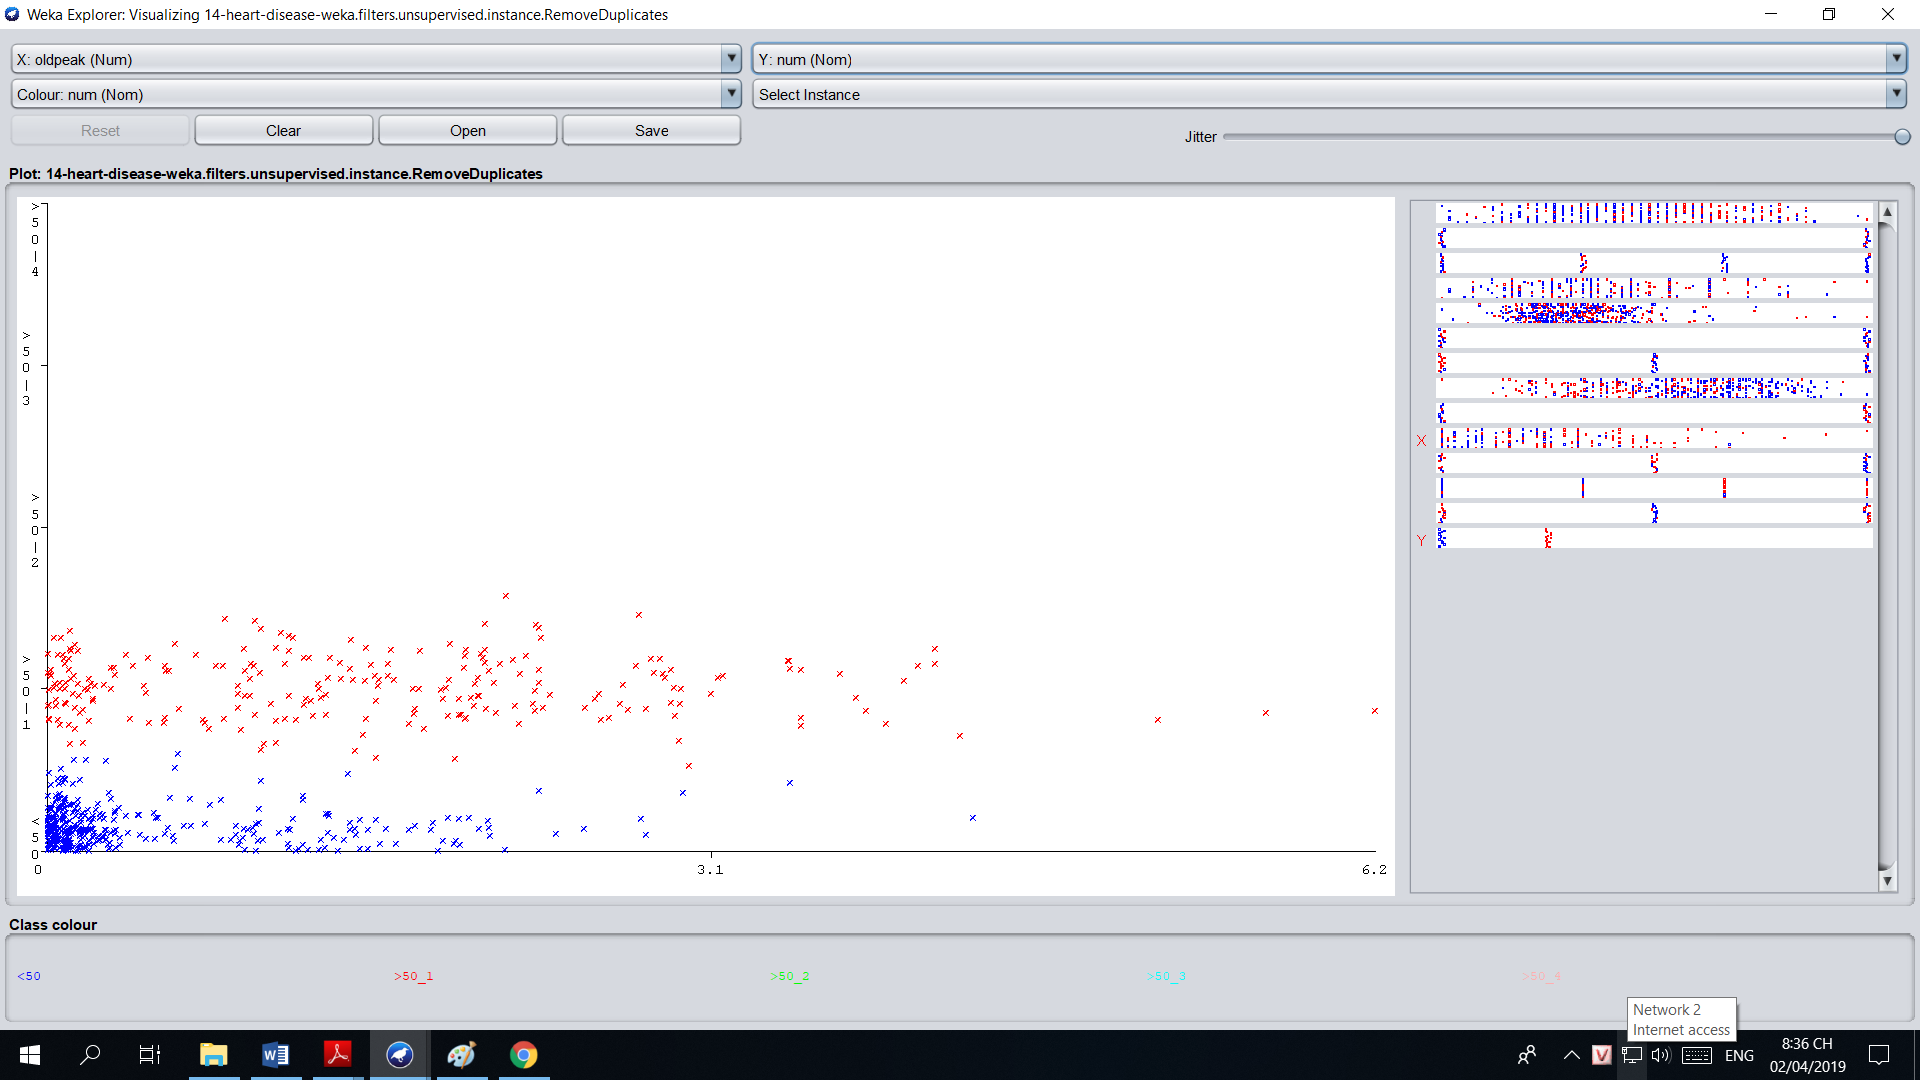 Weka Explorer: Visualizing 14-heart-disease-weka.filters.unsupervised.instance.RemoveDuplicates
X: oldpeak (Num)
Y: num (Nom)
Colour: num (Nom)
Select Instance
Reset
Clear
Open
Save
Jitter
Plot: 14-heart-disease-weka.filters.unsupervised.instance.RemoveDuplicates
>50_4
>50_3
>50_2
>50_1
<50
0
3.1
6.2
X
Y
Class colour
<50
>50_1
>50_2
>50_3
>50_4
Network 2
Internet access
ENG
8:36 CH
02/04/2019